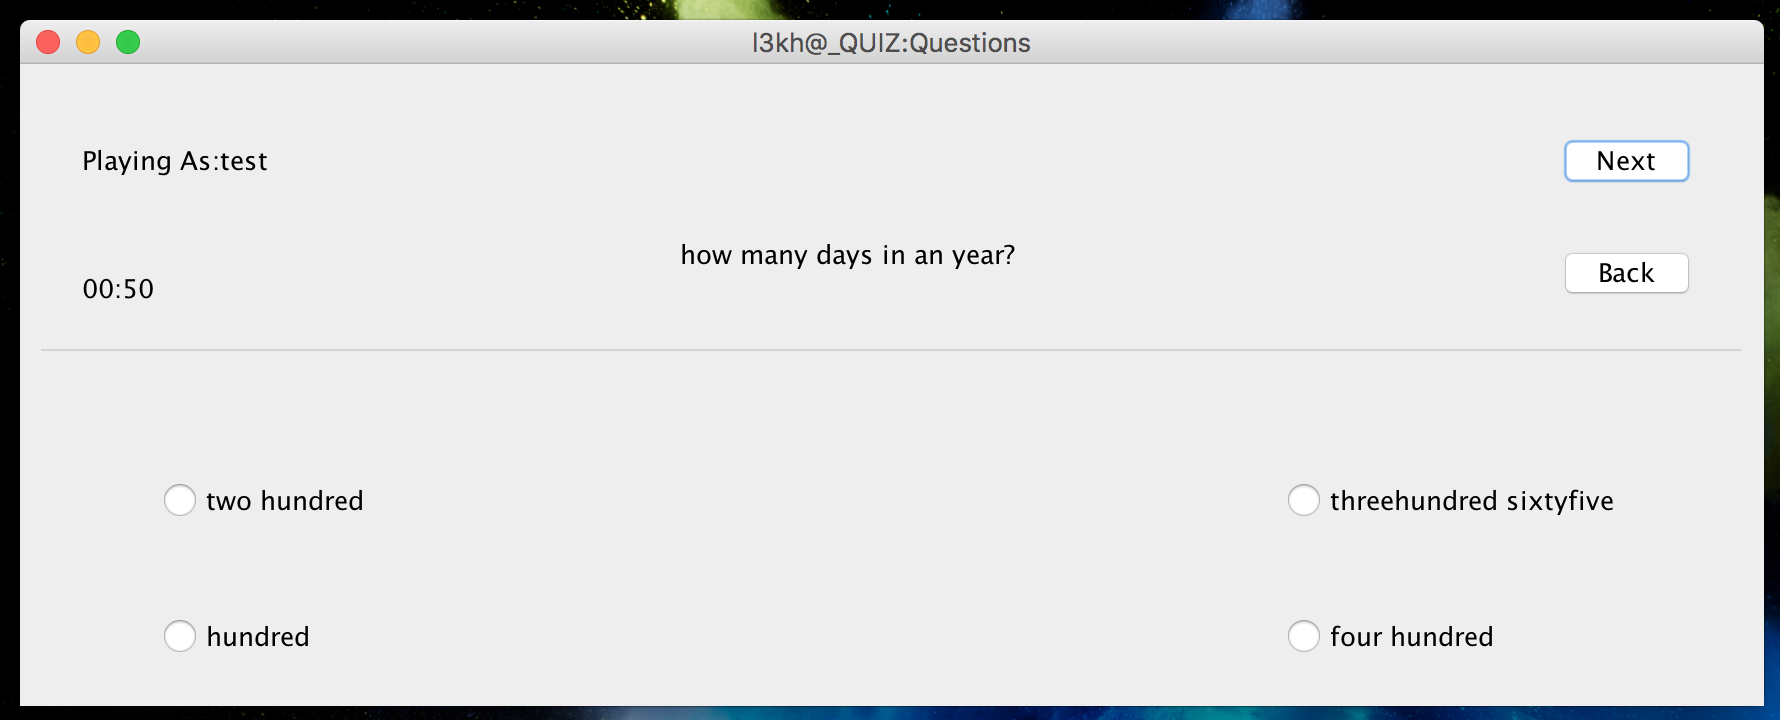 l3kh@_QUIZ:Questions
Playing As:test
Next
how many days in an year?
00:50
Back
two hundred
threehundred sixtyfive
hundred
four hundred